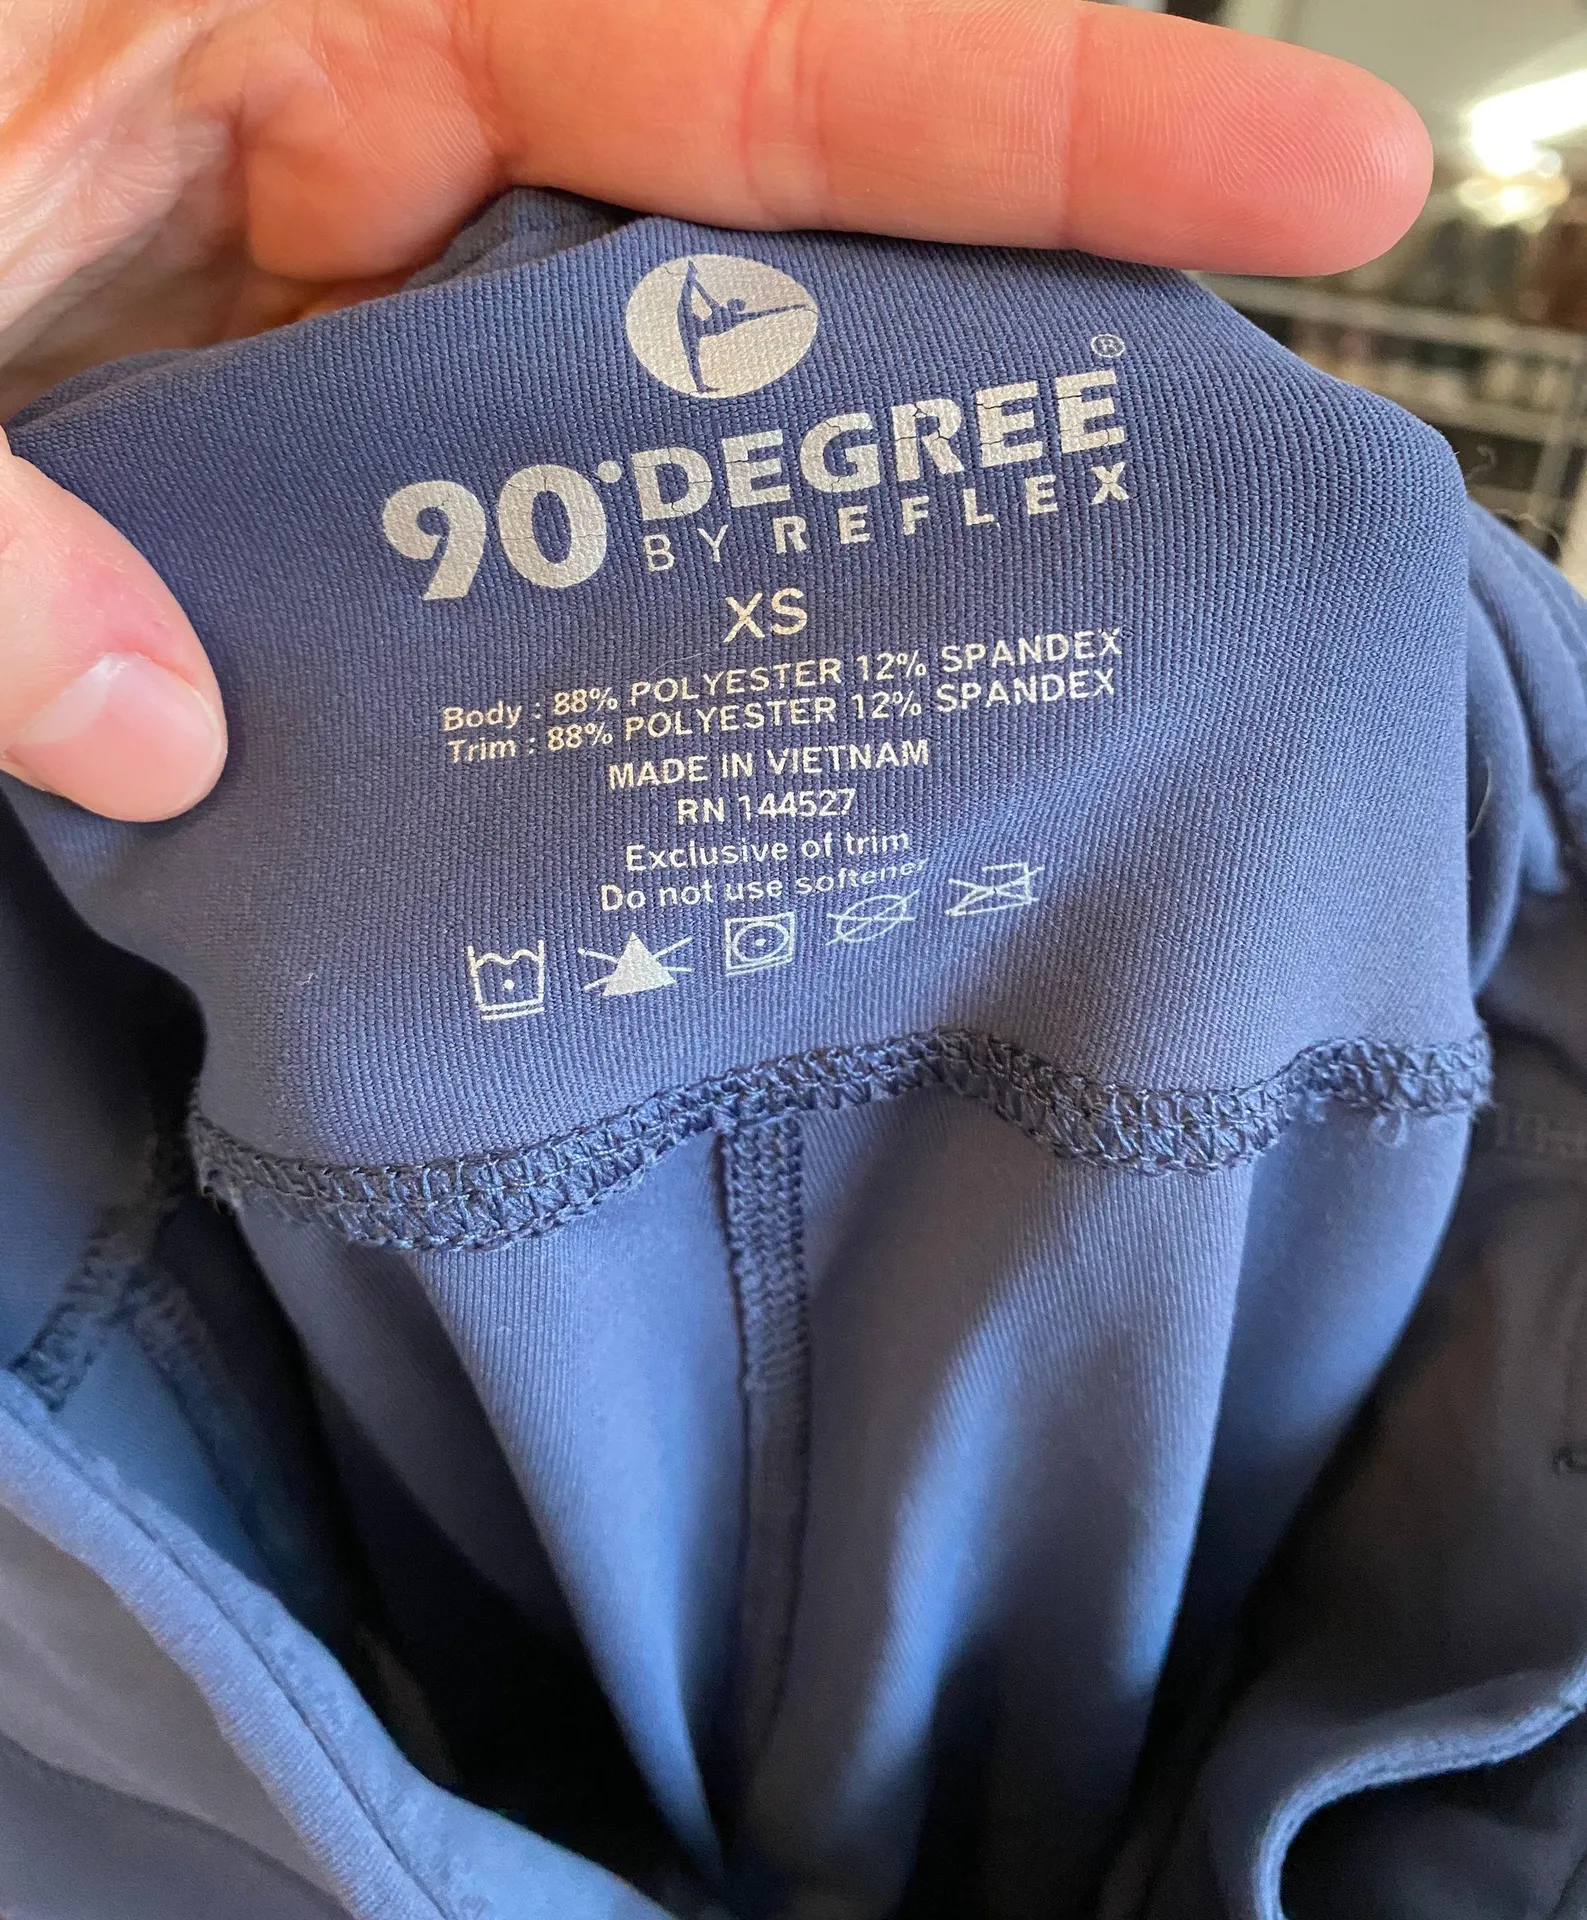 90°DEGREE®
BY REFLEX
XS
Body : 88% POLYESTER 12% SPANDEX
Trim : 88% POLYESTER 12% SPANDEX
MADE IN VIETNAM
RN 144527
Exclusive of trim
Do not use softener